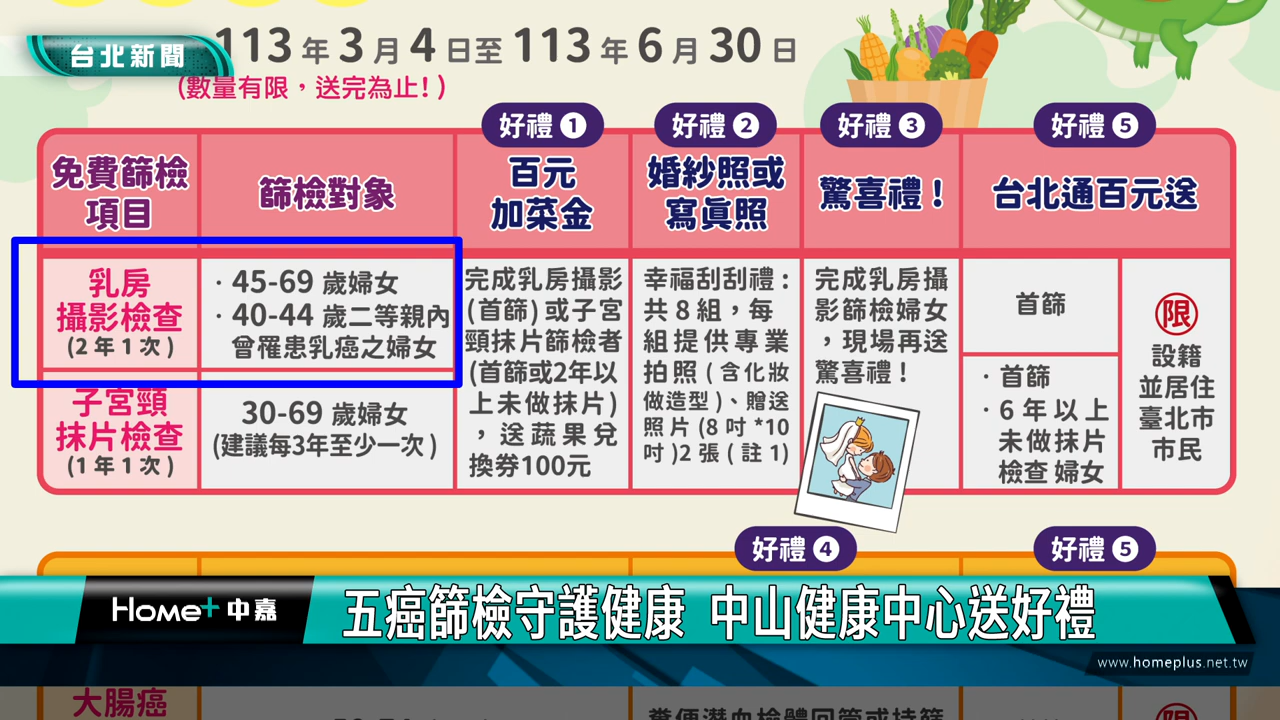 台北新聞
113年3月4日至113年6月30日
(數量有限，送完為止！)
好禮1
好禮2
好禮3
好禮5
免費篩檢
項目
篩檢對象
百元
加菜金
婚紗照或
寫真照
驚喜禮！
台北通百元送
乳房
攝影檢查
(2年1次)
·45-69歲婦女
·40-44歲二等親內
曾罹患乳癌之婦女
完成乳房攝影
(首篩)或子宮
頸抹片篩檢者
(首篩或2年以
上未做抹片)
，送蔬果兌
換券100元
幸福刮刮禮：
共8組，每
組提供專業
拍照(含化妝
做造型)、贈送
照片(8吋*10
吋)2張(註1)
完成乳房攝
影篩檢婦女
，現場再送
驚喜禮！
首篩
·首篩
·6年以上
未做抹片
檢查 婦女
限
設籍
並居住
臺北市
市民
子宮頸
抹片檢查
(1年1次)
30-69歲婦女
(建議每3年至少一次)
好禮4
好禮5
Home+中嘉
五癌篩檢守護健康 中山健康中心送好禮
www.homeplus.net.tw
大腸癌